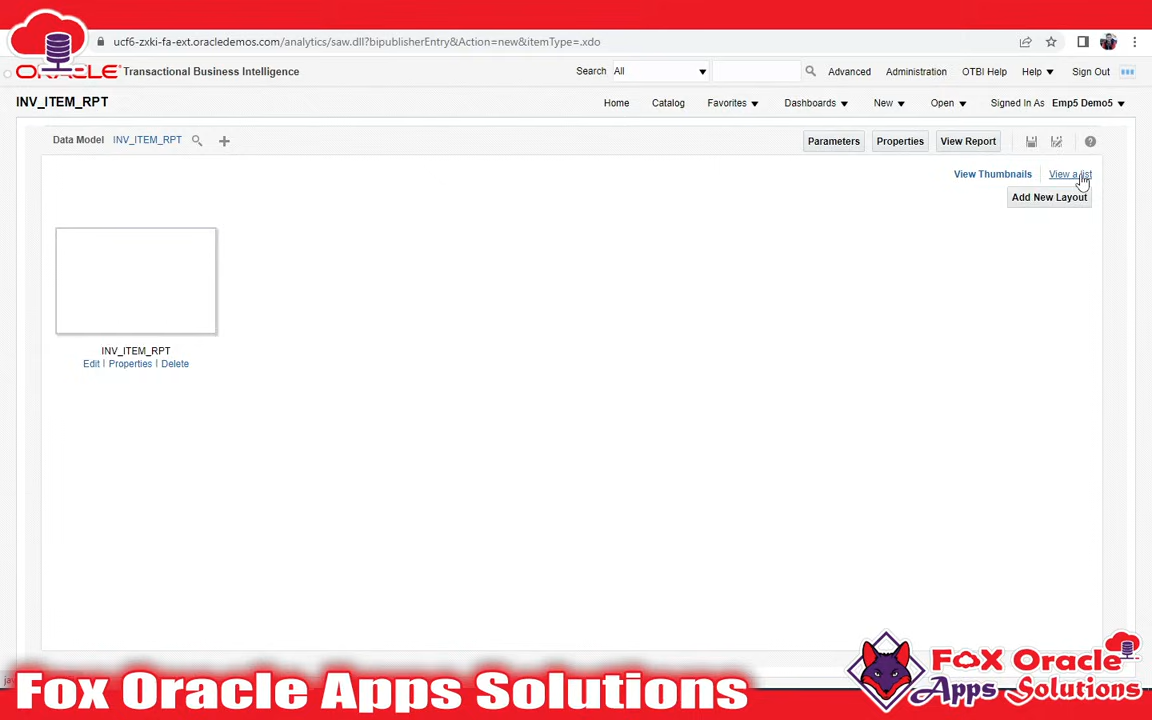 ucf6-zxki-fa-ext.oracledemos.com/analytics/saw.dll?bipublisherEntry&Action=new&itemType=.xdo
ORACLE Transactional Business Intelligence Search All Advanced Administration OTBI Help Help Sign Out
INV_ITEM_RPT Home Catalog Favorites Dashboards New Open Signed In As Emp5 Demo5
Data Model INV_ITEM_RPT Parameters Properties View Report
View Thumbnails View a list
Add New Layout
INV_ITEM_RPT
Edit | Properties | Delete
Fox Oracle Apps Solutions
FOX Oracle
Apps Solutions